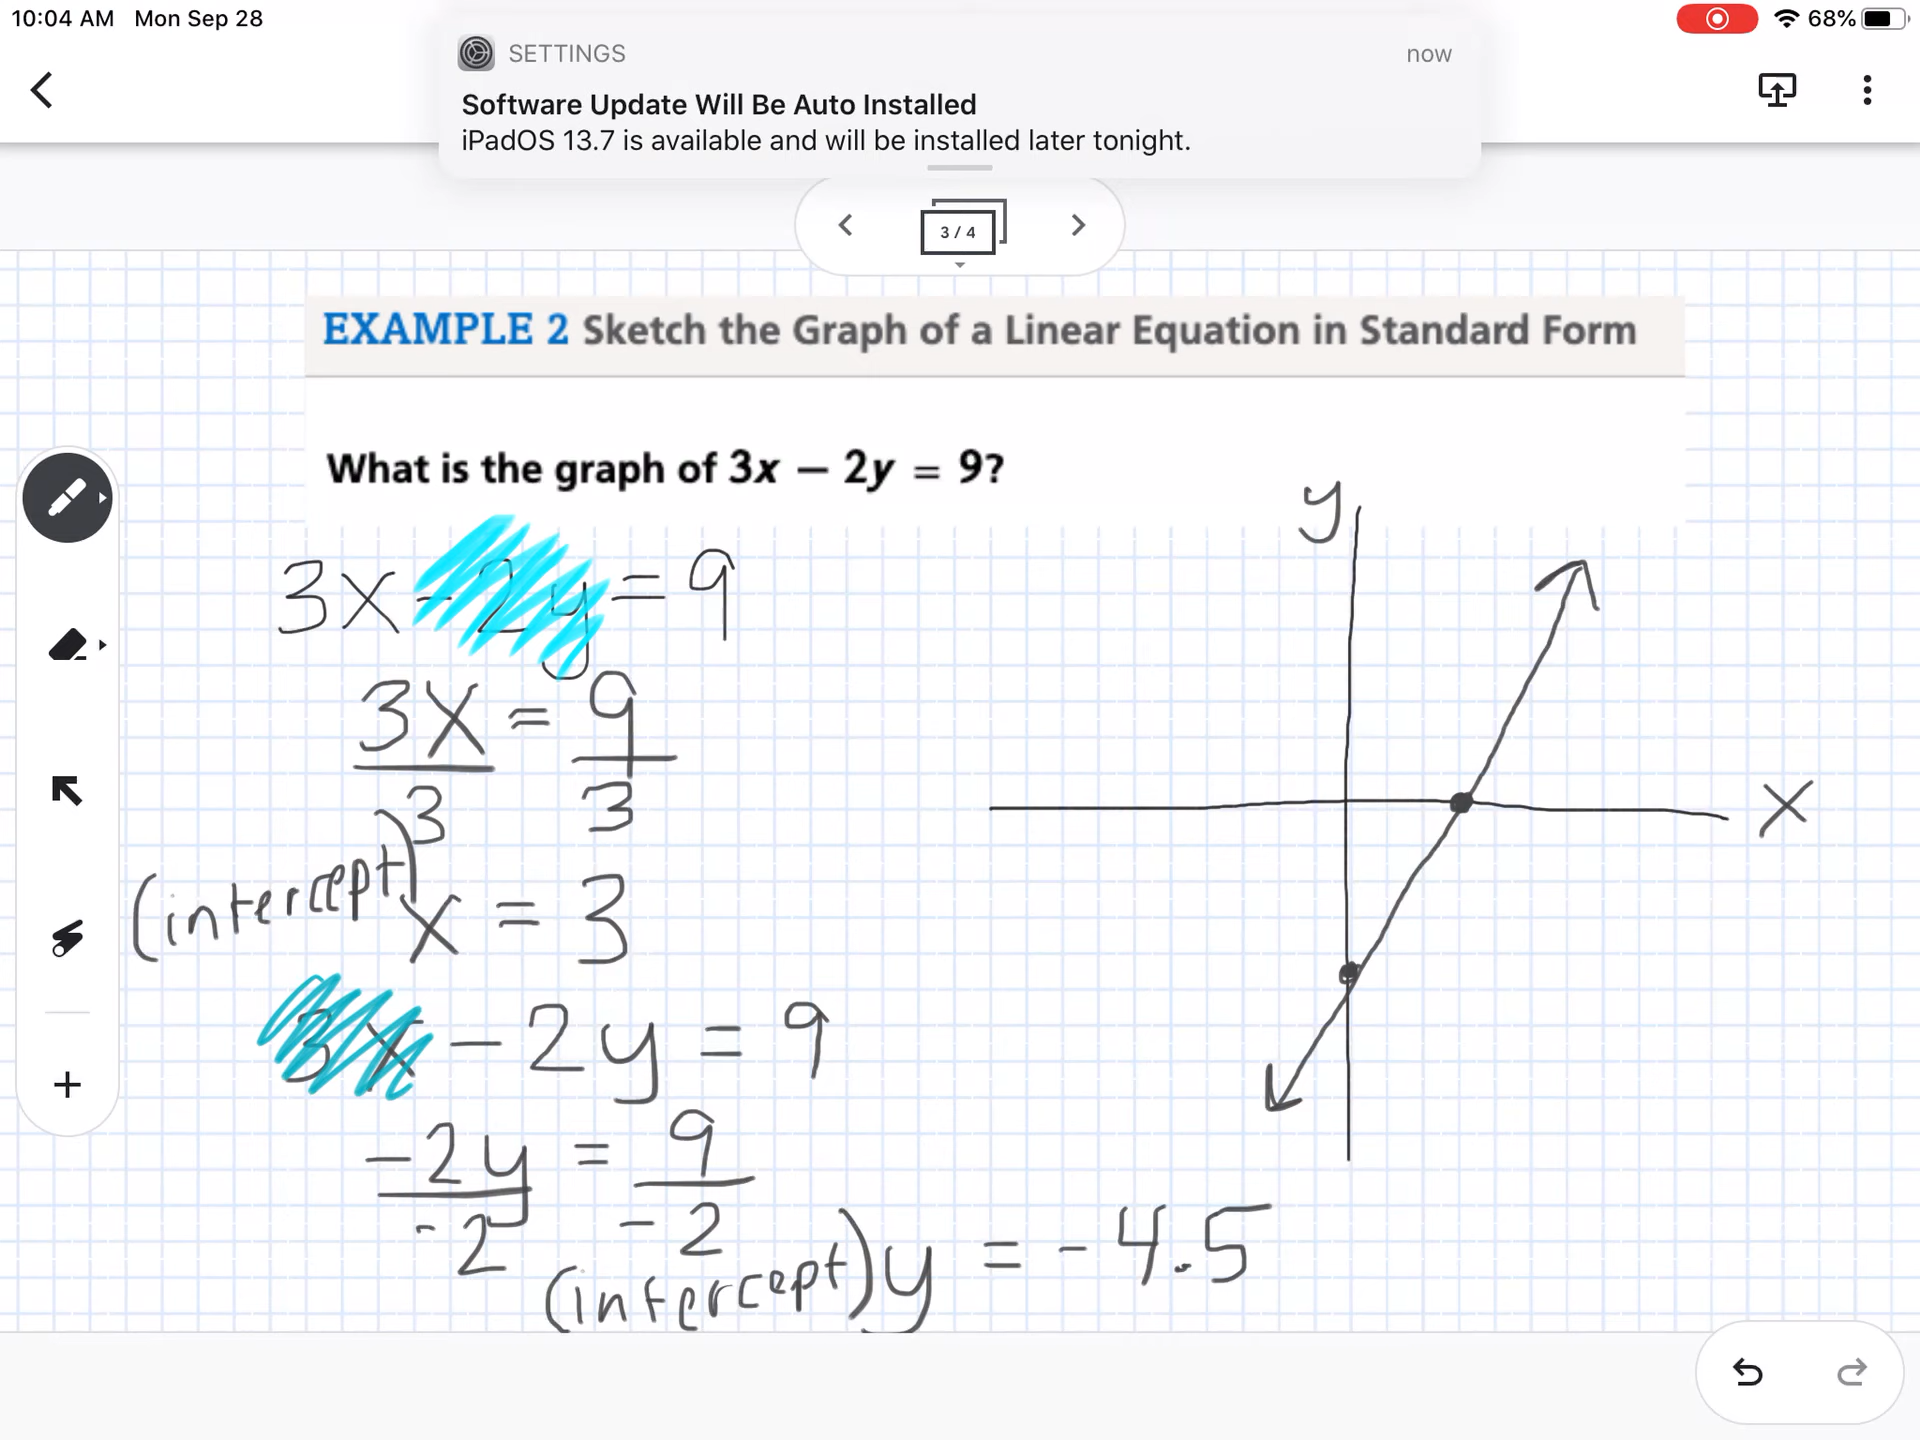 10:04 AM Mon Sep 28
68%
SETTINGS
now
Software Update Will Be Auto Installed
iPadOS 13.7 is available and will be installed later tonight.
3 / 4
EXAMPLE 2 Sketch the Graph of a Linear Equation in Standard Form
What is the graph of 3x − 2y = 9?
y
3x - 2y = 9
3x = 9
3 3
x
(intercept) x = 3
3x - 2y = 9
-2y = 9
-2 -2
(intercept) y = -4.5